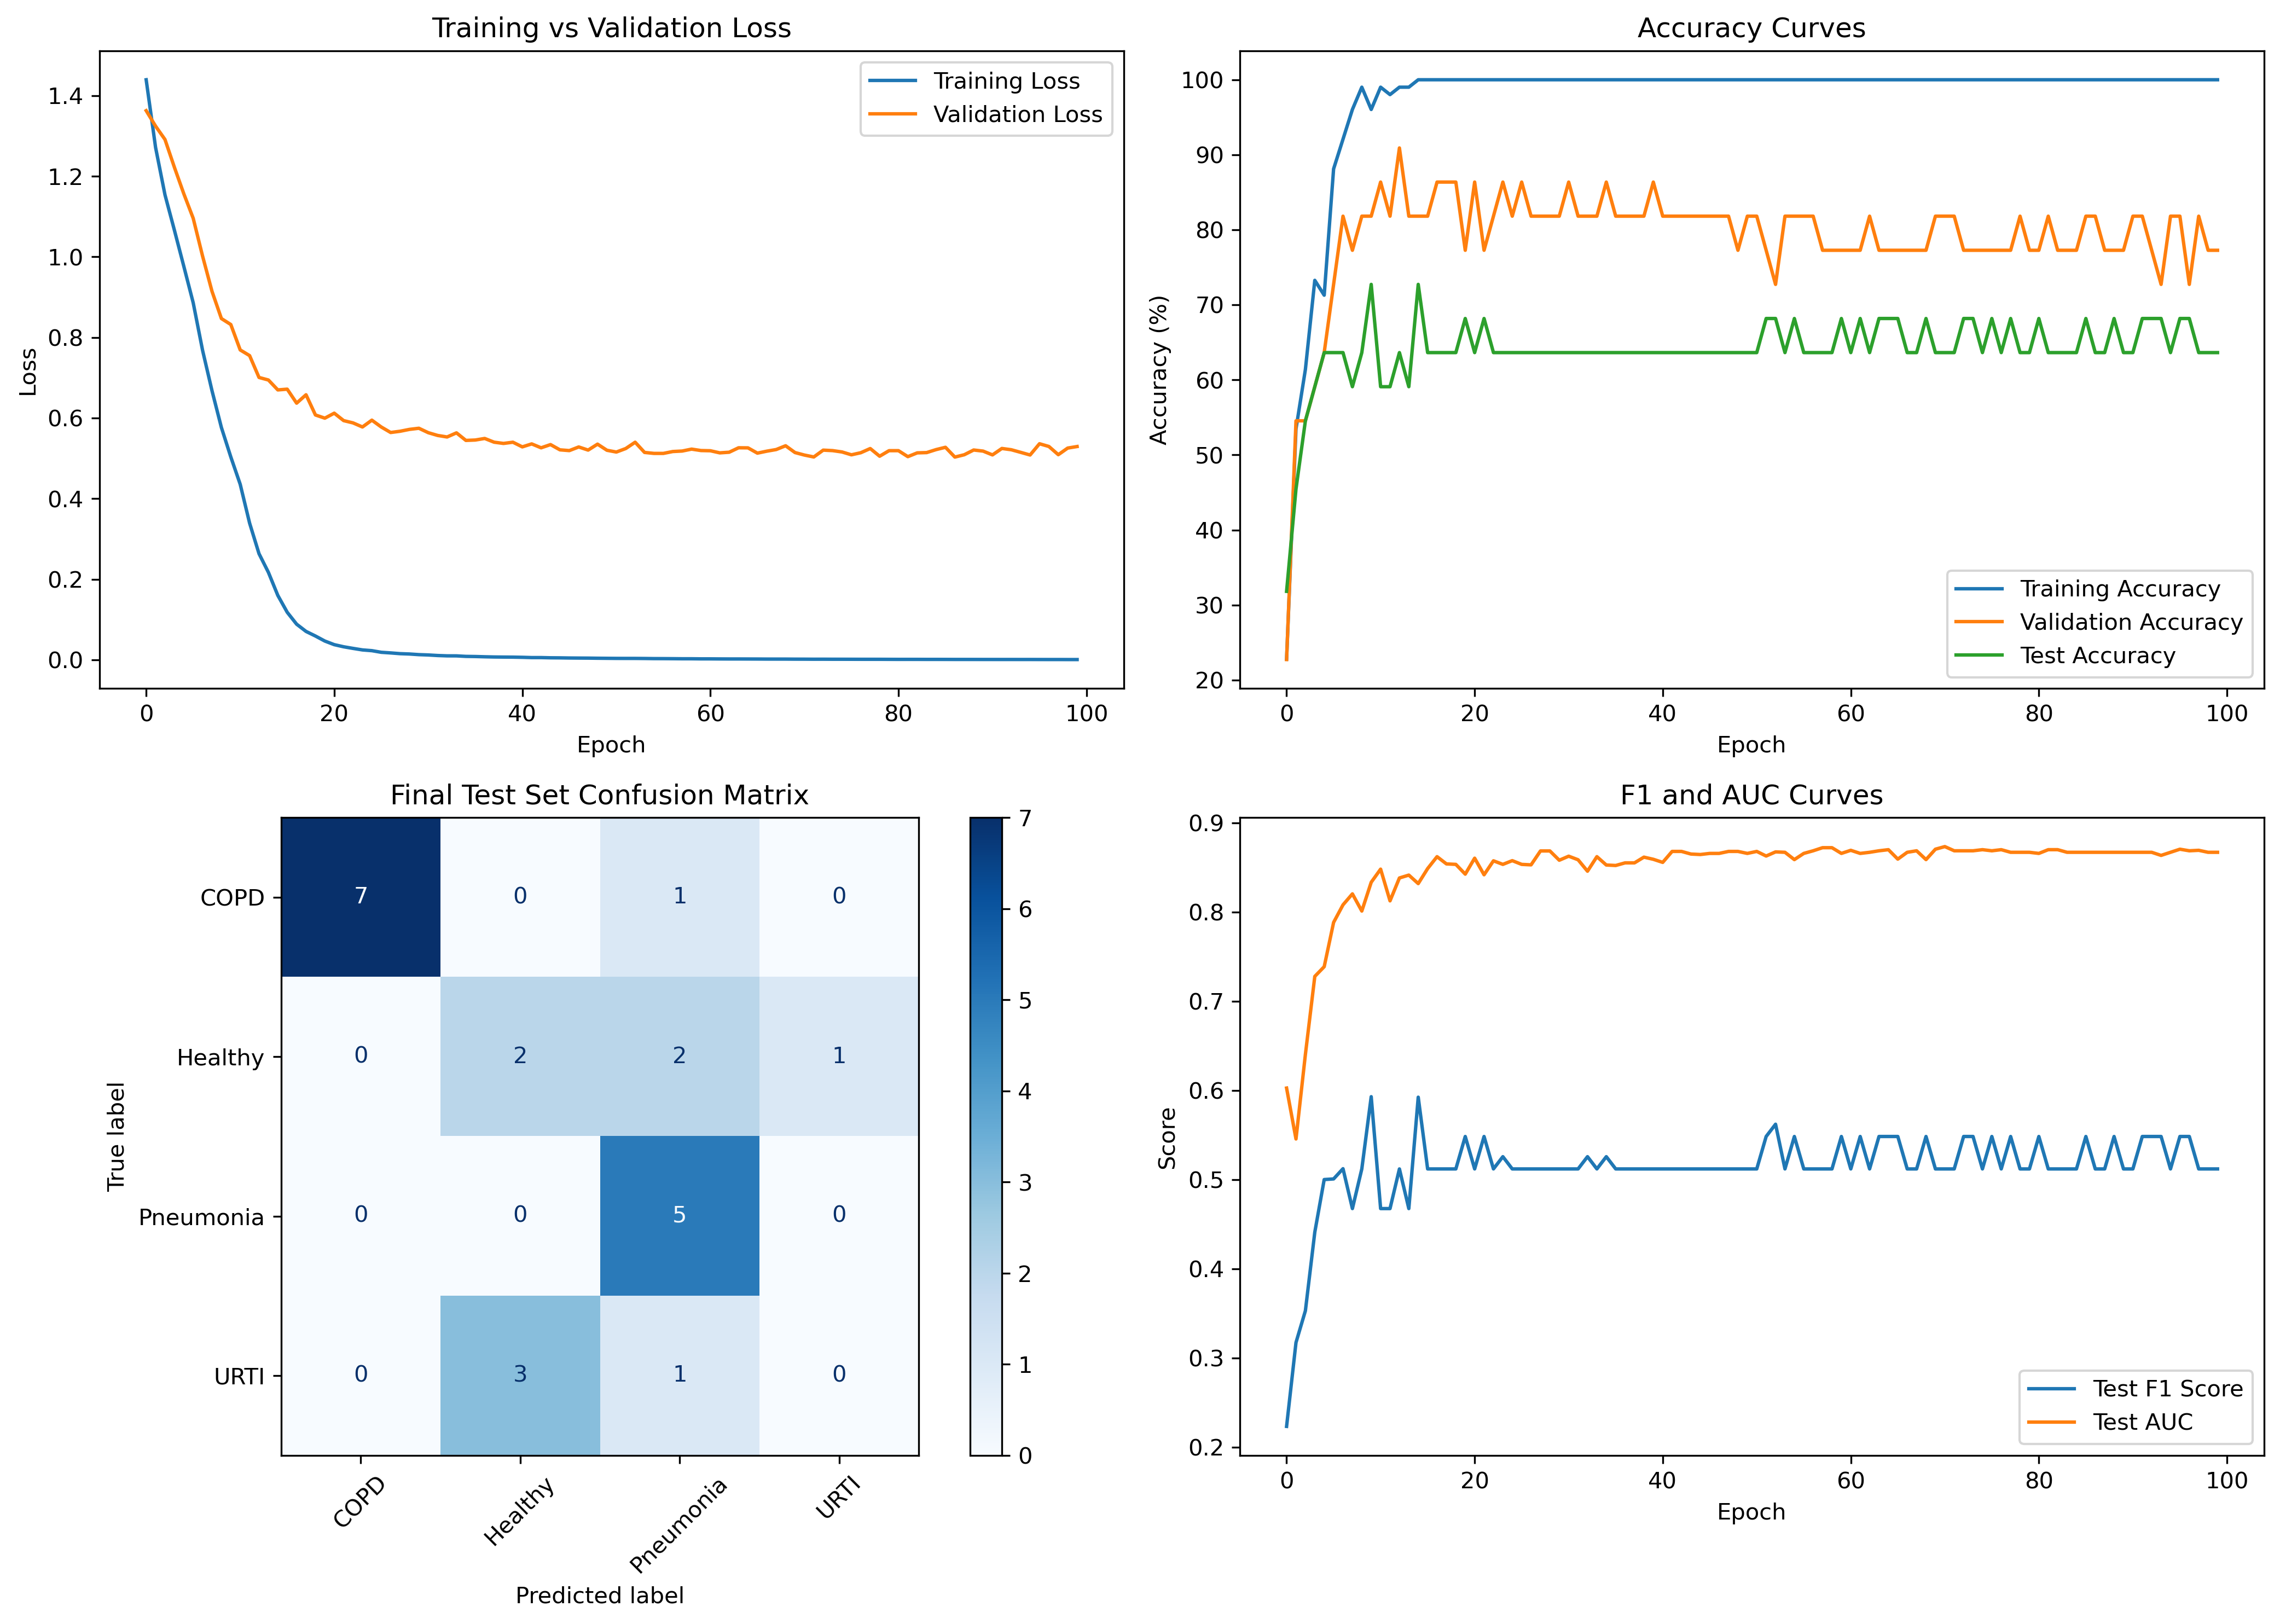 Training vs Validation Loss
Loss
1.4
1.2
1.0
0.8
0.6
0.4
0.2
0.0
0 20 40 60 80 100
Epoch
Training Loss
Validation Loss
Accuracy Curves
Accuracy (%)
100
90
80
70
60
50
40
30
20
0 20 40 60 80 100
Epoch
Training Accuracy
Validation Accuracy
Test Accuracy
Final Test Set Confusion Matrix
True label
COPD 7 0 1 0
Healthy 0 2 2 1
Pneumonia 0 0 5 0
URTI 0 3 1 0
COPD Healthy Pneumonia URTI
Predicted label
7
6
5
4
3
2
1
0
F1 and AUC Curves
Score
0.9
0.8
0.7
0.6
0.5
0.4
0.3
0.2
0 20 40 60 80 100
Epoch
Test F1 Score
Test AUC